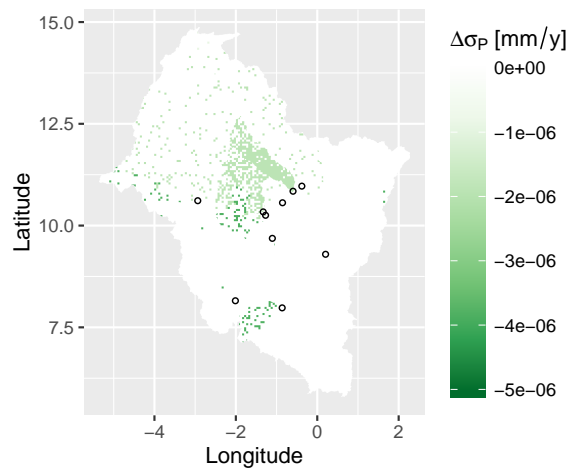 15.0
12.5
10.0
7.5
Latitude
−4
−2
0
2
Longitude
Δσ_P [mm/y]
0e+00
−1e−06
−2e−06
−3e−06
−4e−06
−5e−06